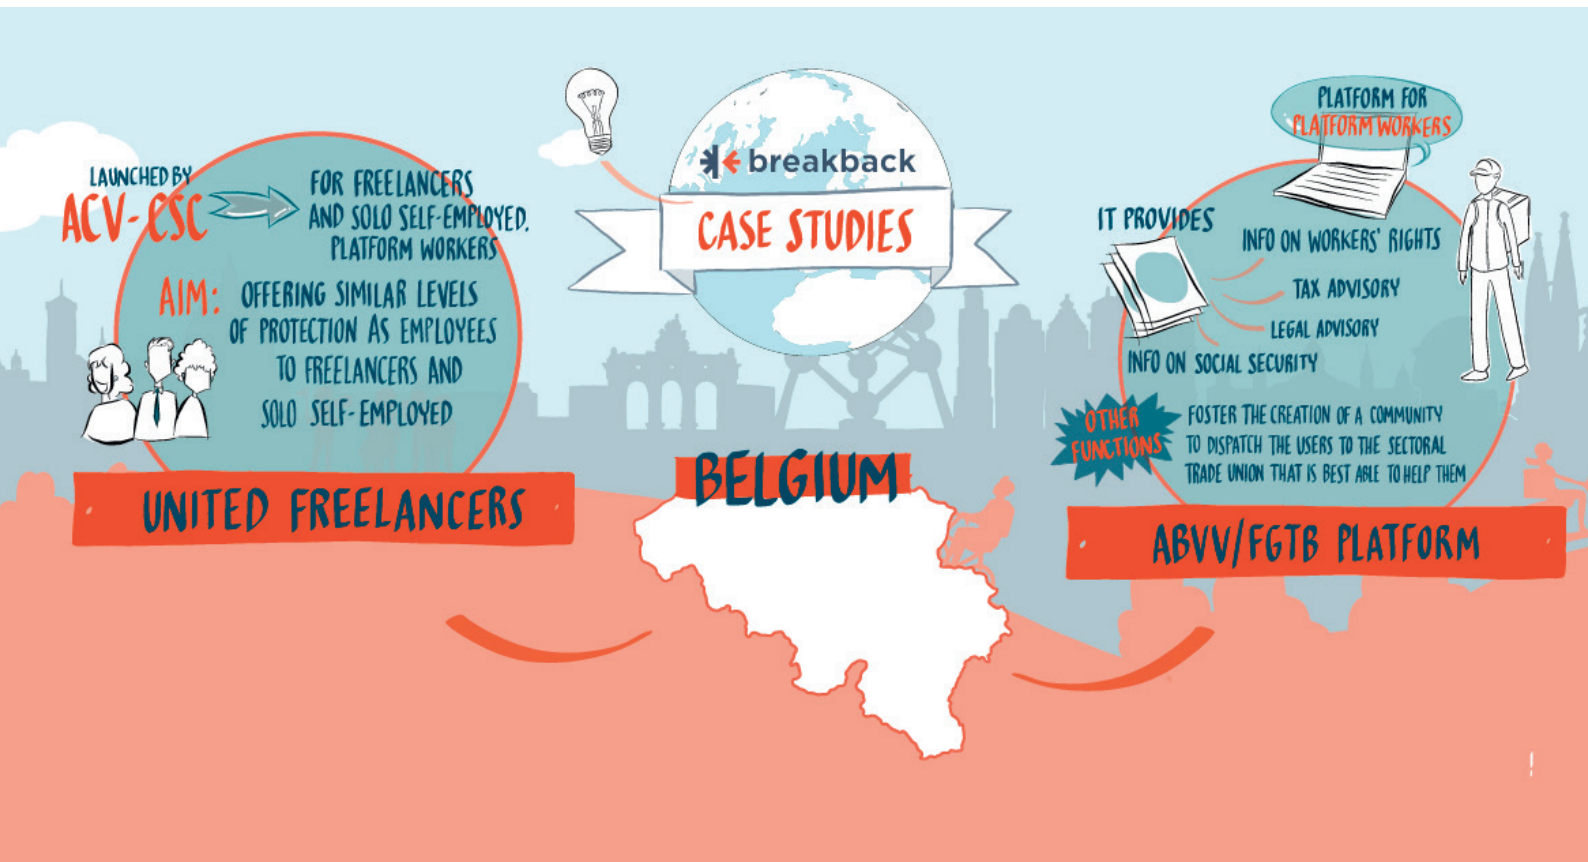 breakback
CASE STUDIES
LAUNCHED BY
ACV-CSC
FOR FREELANCERS
AND SOLO SELF-EMPLOYED.
PLATFORM WORKERS
AIM:
OFFERING SIMILAR LEVELS
OF PROTECTION AS EMPLOYEES
TO FREELANCERS AND
SOLO SELF-EMPLOYED
UNITED FREELANCERS
BELGIUM
PLATFORM FOR
PLATFORM WORKERS
IT PROVIDES
INFO ON WORKERS' RIGHTS
TAX ADVISORY
LEGAL ADVISORY
INFO ON SOCIAL SECURITY
OTHER
FUNCTIONS
FOSTER THE CREATION OF A COMMUNITY
TO DISPATCH THE USERS TO THE SECTORAL
TRADE UNION THAT IS BEST ABLE TO HELP THEM
ABVV/FGTB PLATFORM
!